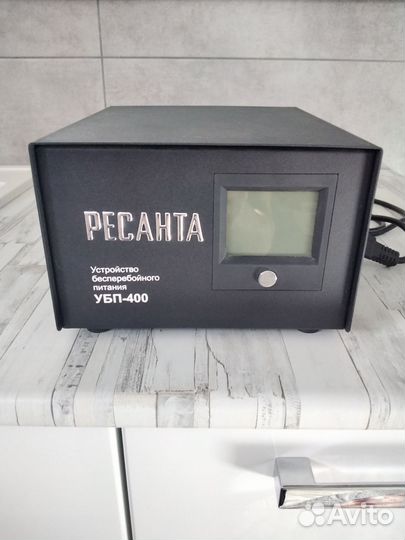 РЕСАНТА
Устройство
бесперебойного
питания
УБП-400
Avito